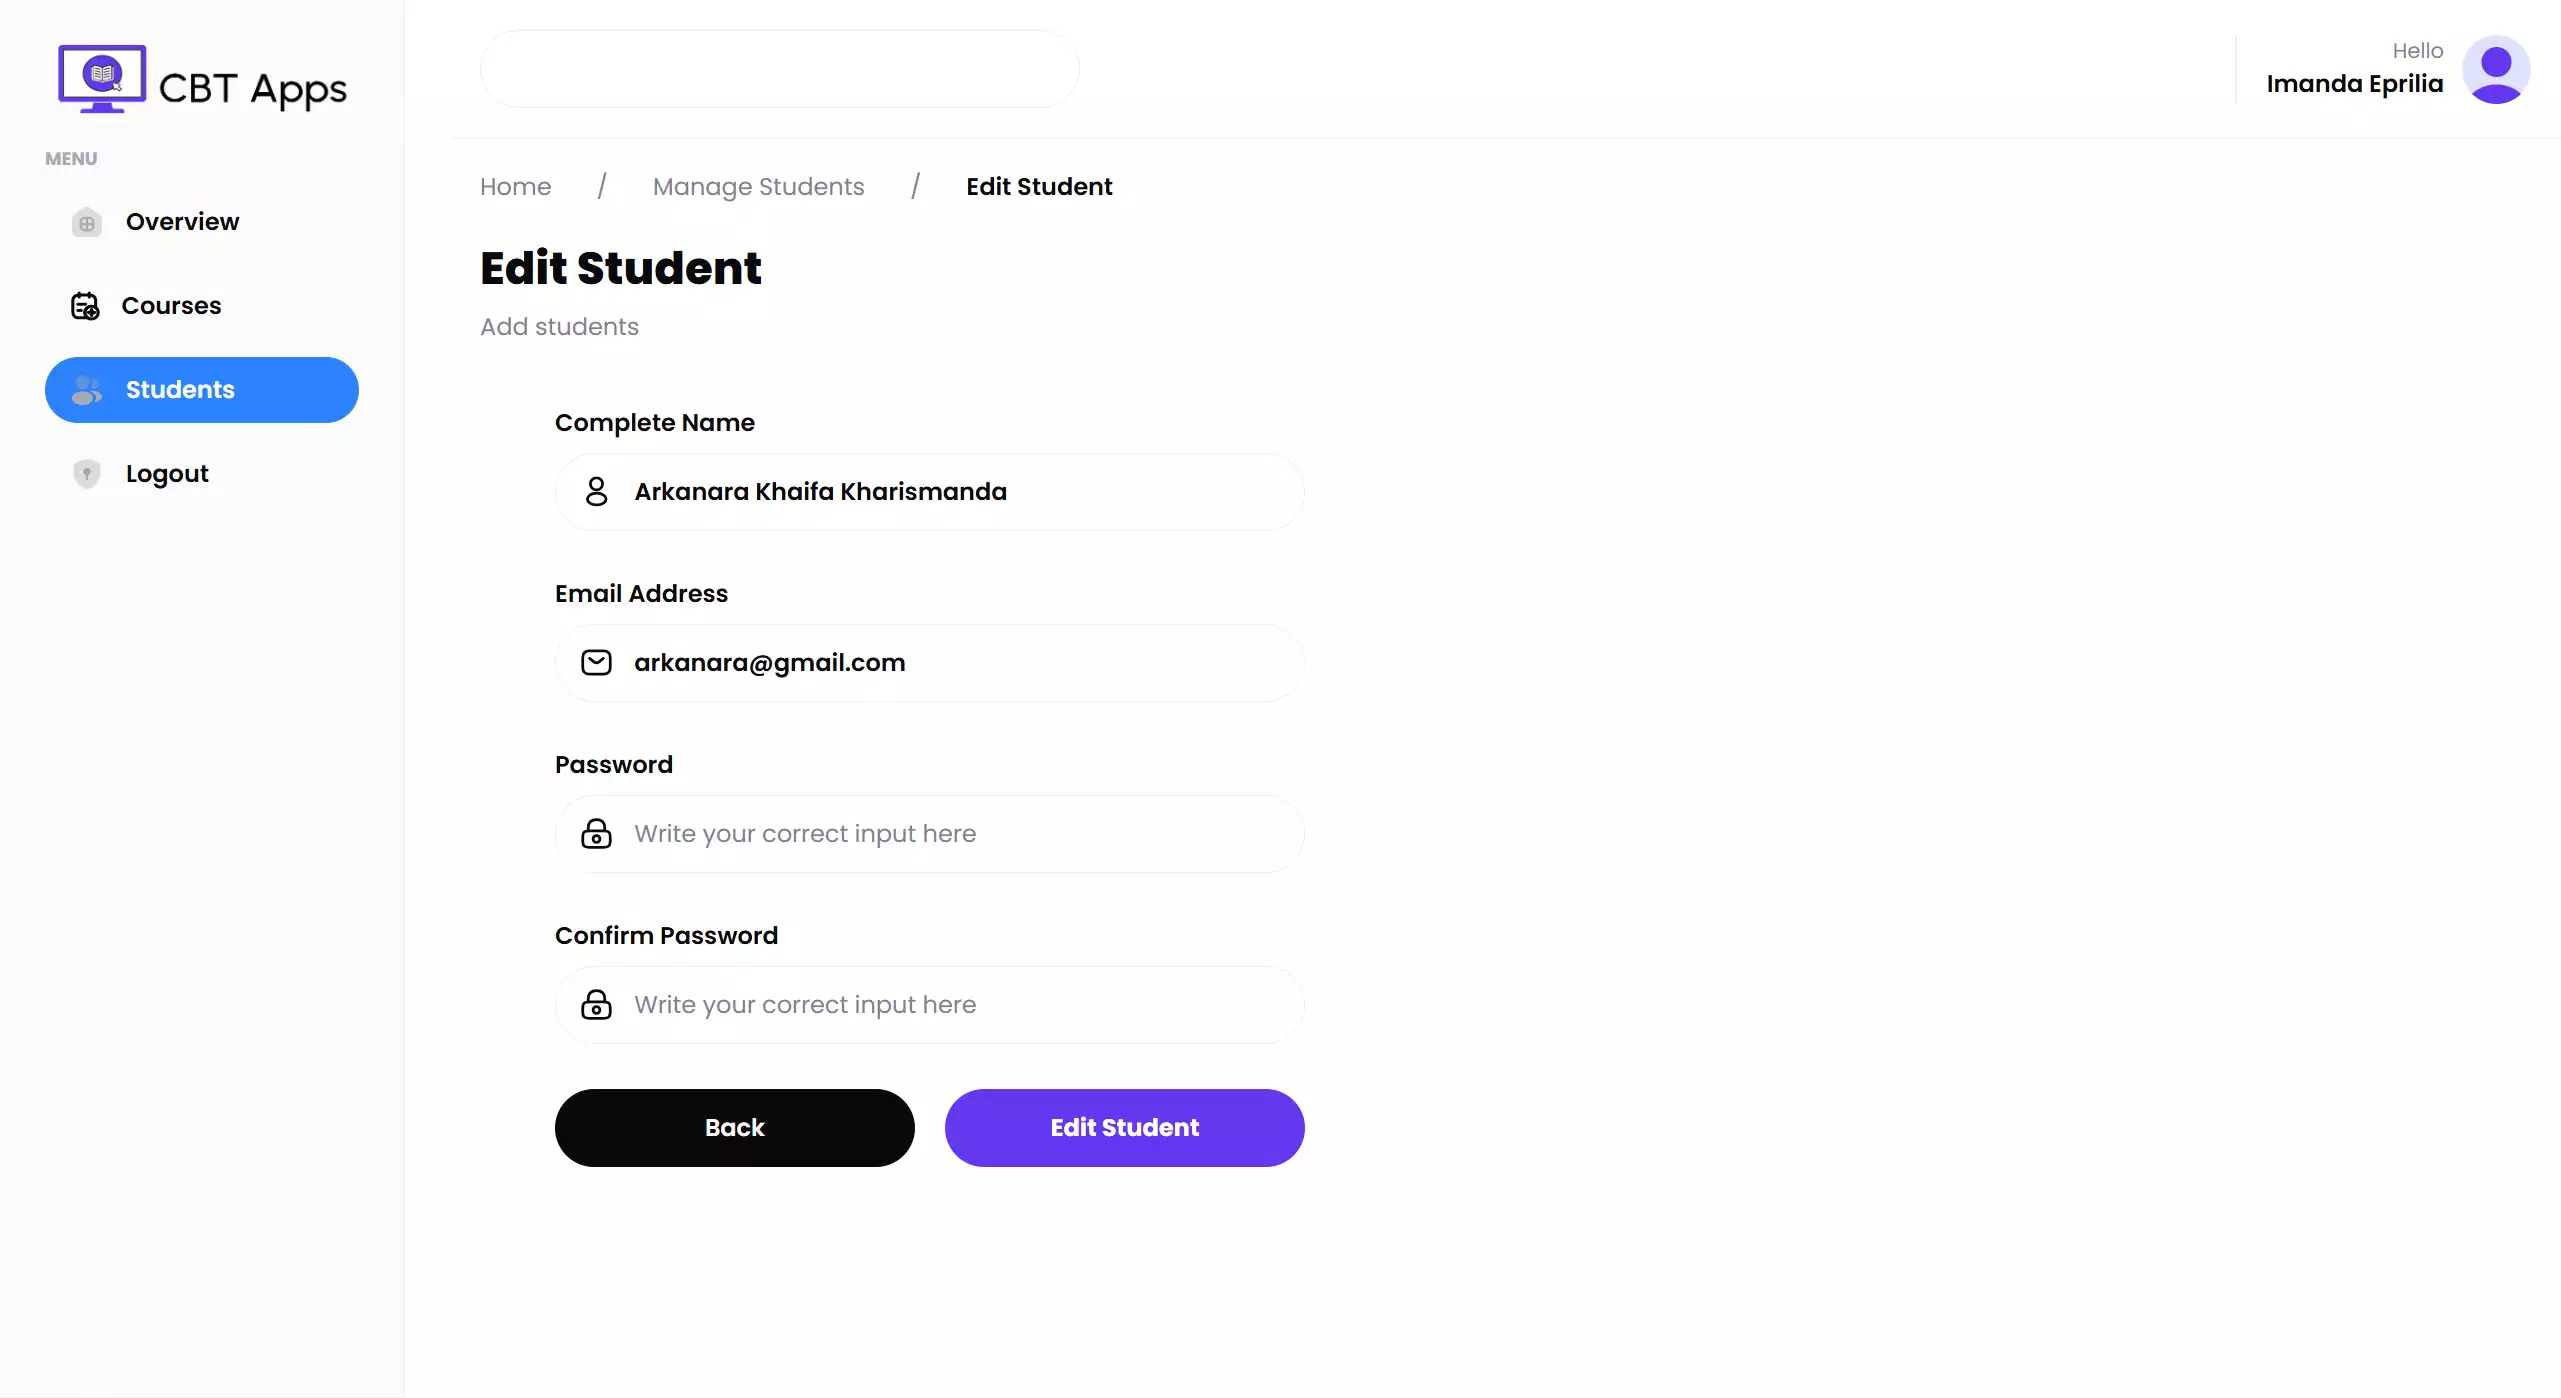 CBT Apps
MENU
Overview
Courses
Students
Logout
Hello
Imanda Eprilia
Home / Manage Students / Edit Student
Edit Student
Add students
Complete Name
Arkanara Khaifa Kharismanda
Email Address
arkanara@gmail.com
Password
Write your correct input here
Confirm Password
Write your correct input here
Back
Edit Student